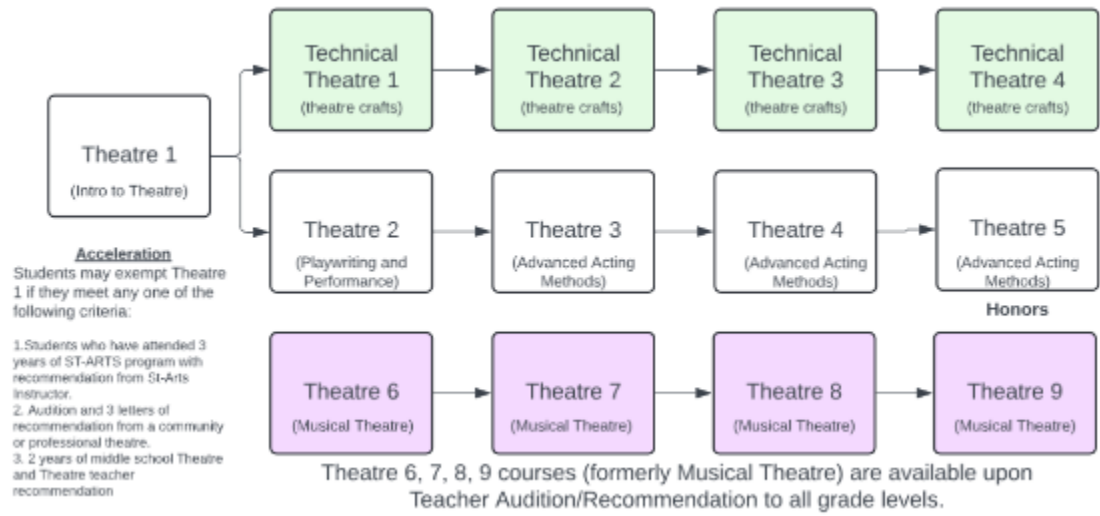 Technical
Theatre 1
(theatre crafts)
Technical
Theatre 2
(theatre crafts)
Technical
Theatre 3
(theatre crafts)
Technical
Theatre 4
(theatre crafts)
Theatre 1
(Intro to Theatre)
Theatre 2
(Playwriting and
Performance)
Theatre 3
(Advanced Acting
Methods)
Theatre 4
(Advanced Acting
Methods)
Theatre 5
(Advanced Acting
Methods)
Honors
Acceleration
Students may exempt Theatre
1 if they meet any one of the
following criteria:
1.Students who have attended 3
years of ST-ARTS program with
recommendation from St-Arts
Instructor.
2. Audition and 3 letters of
recommendation from a community
or professional theatre.
3. 2 years of middle school Theatre
and Theatre teacher
recommendation
Theatre 6
(Musical Theatre)
Theatre 7
(Musical Theatre)
Theatre 8
(Musical Theatre)
Theatre 9
(Musical Theatre)
Theatre 6, 7, 8, 9 courses (formerly Musical Theatre) are available upon
Teacher Audition/Recommendation to all grade levels.